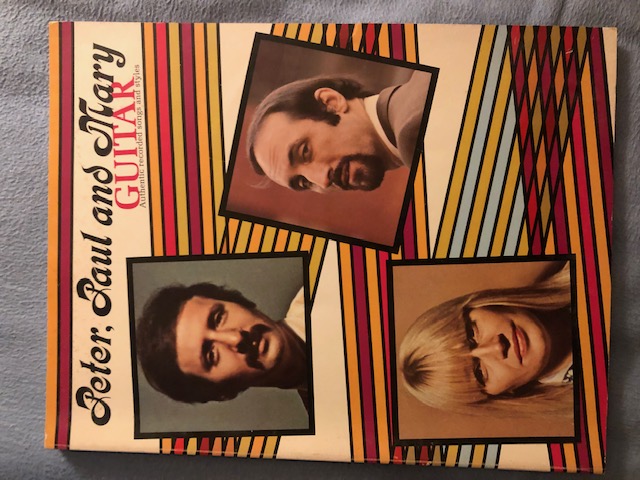 Peter, Paul and Mary
GUITAR
Authentic recorded songs and styles